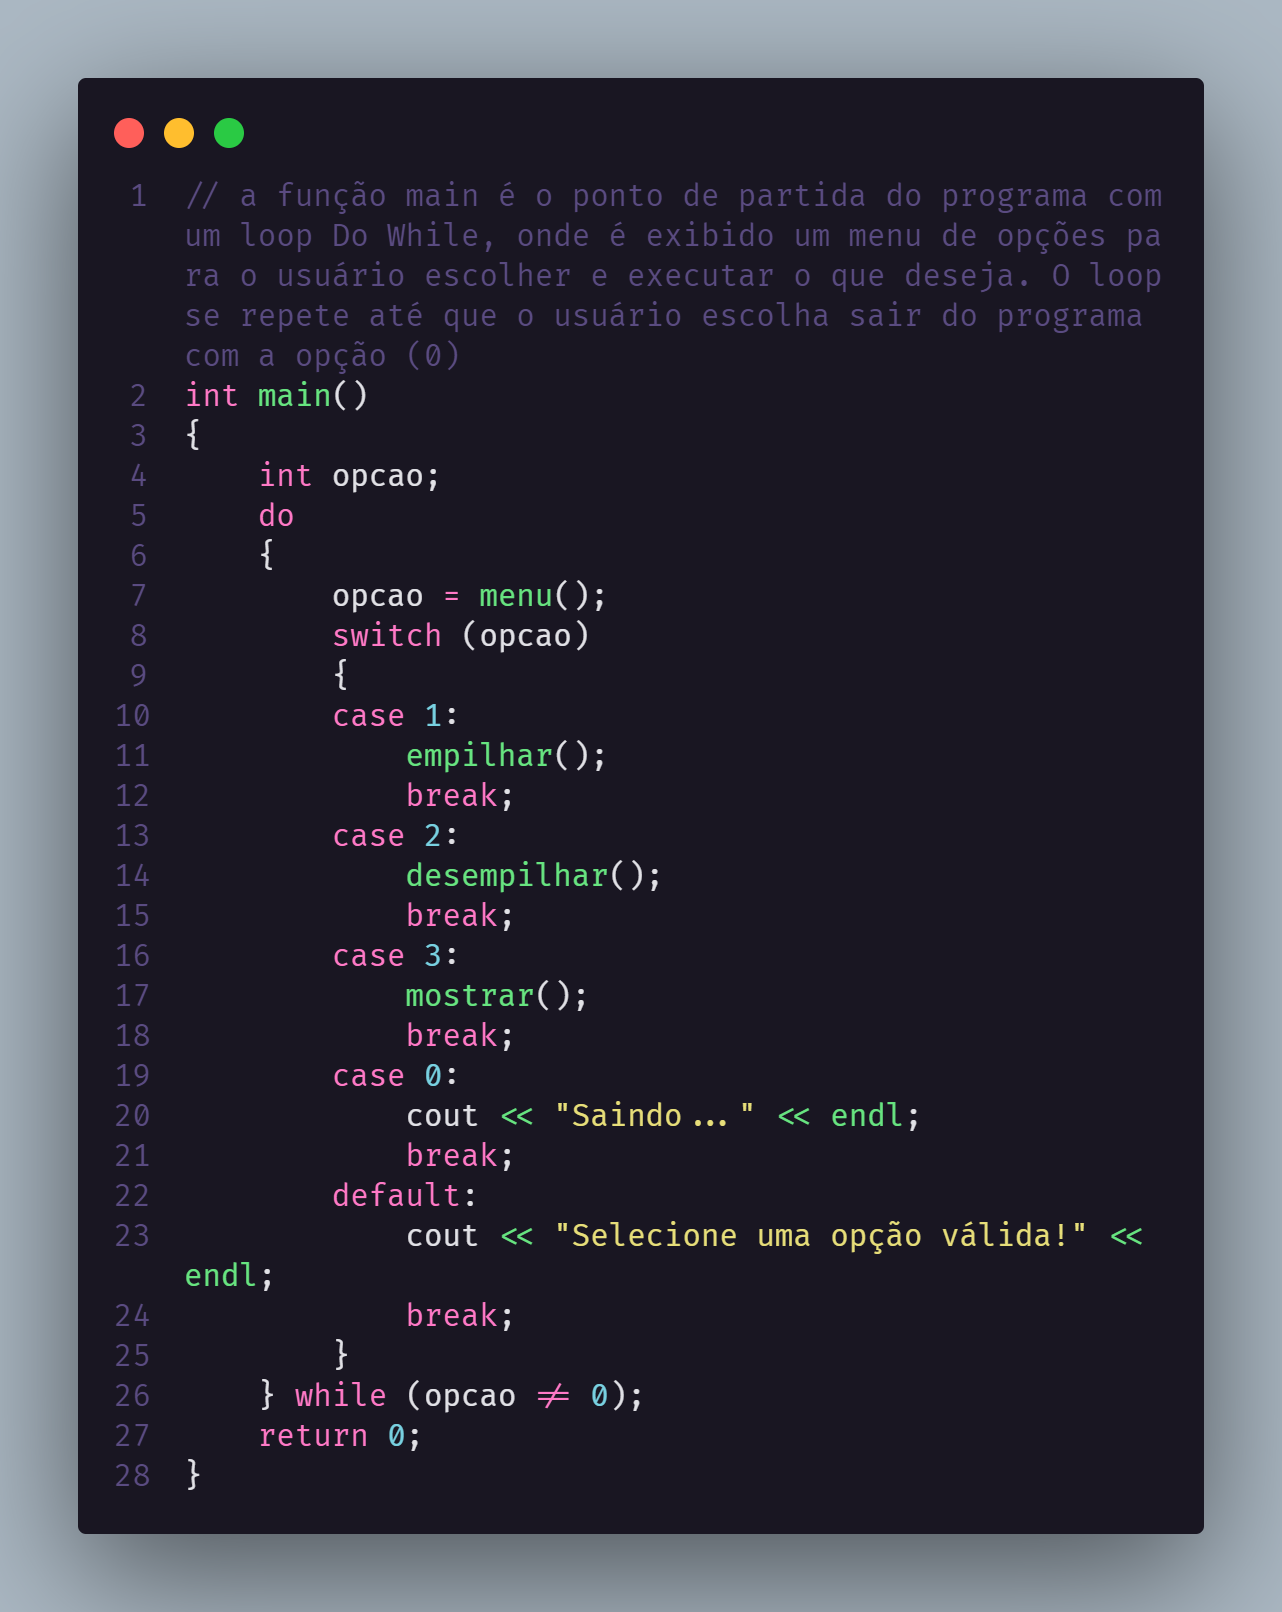 1 // a função main é o ponto de partida do programa com
um loop Do While, onde é exibido um menu de opções pa
ra o usuário escolher e executar o que deseja. O loop
se repete até que o usuário escolha sair do programa
com a opção (0)
2 int main()
3 {
4     int opcao;
5     do
6     {
7         opcao = menu();
8         switch (opcao)
9         {
10         case 1:
11             empilhar();
12             break;
13         case 2:
14             desempilhar();
15             break;
16         case 3:
17             mostrar();
18             break;
19         case 0:
20             cout << "Saindo..." << endl;
21             break;
22         default:
23             cout << "Selecione uma opção válida!" <<
endl;
24             break;
25         }
26     } while (opcao != 0);
27     return 0;
28 }